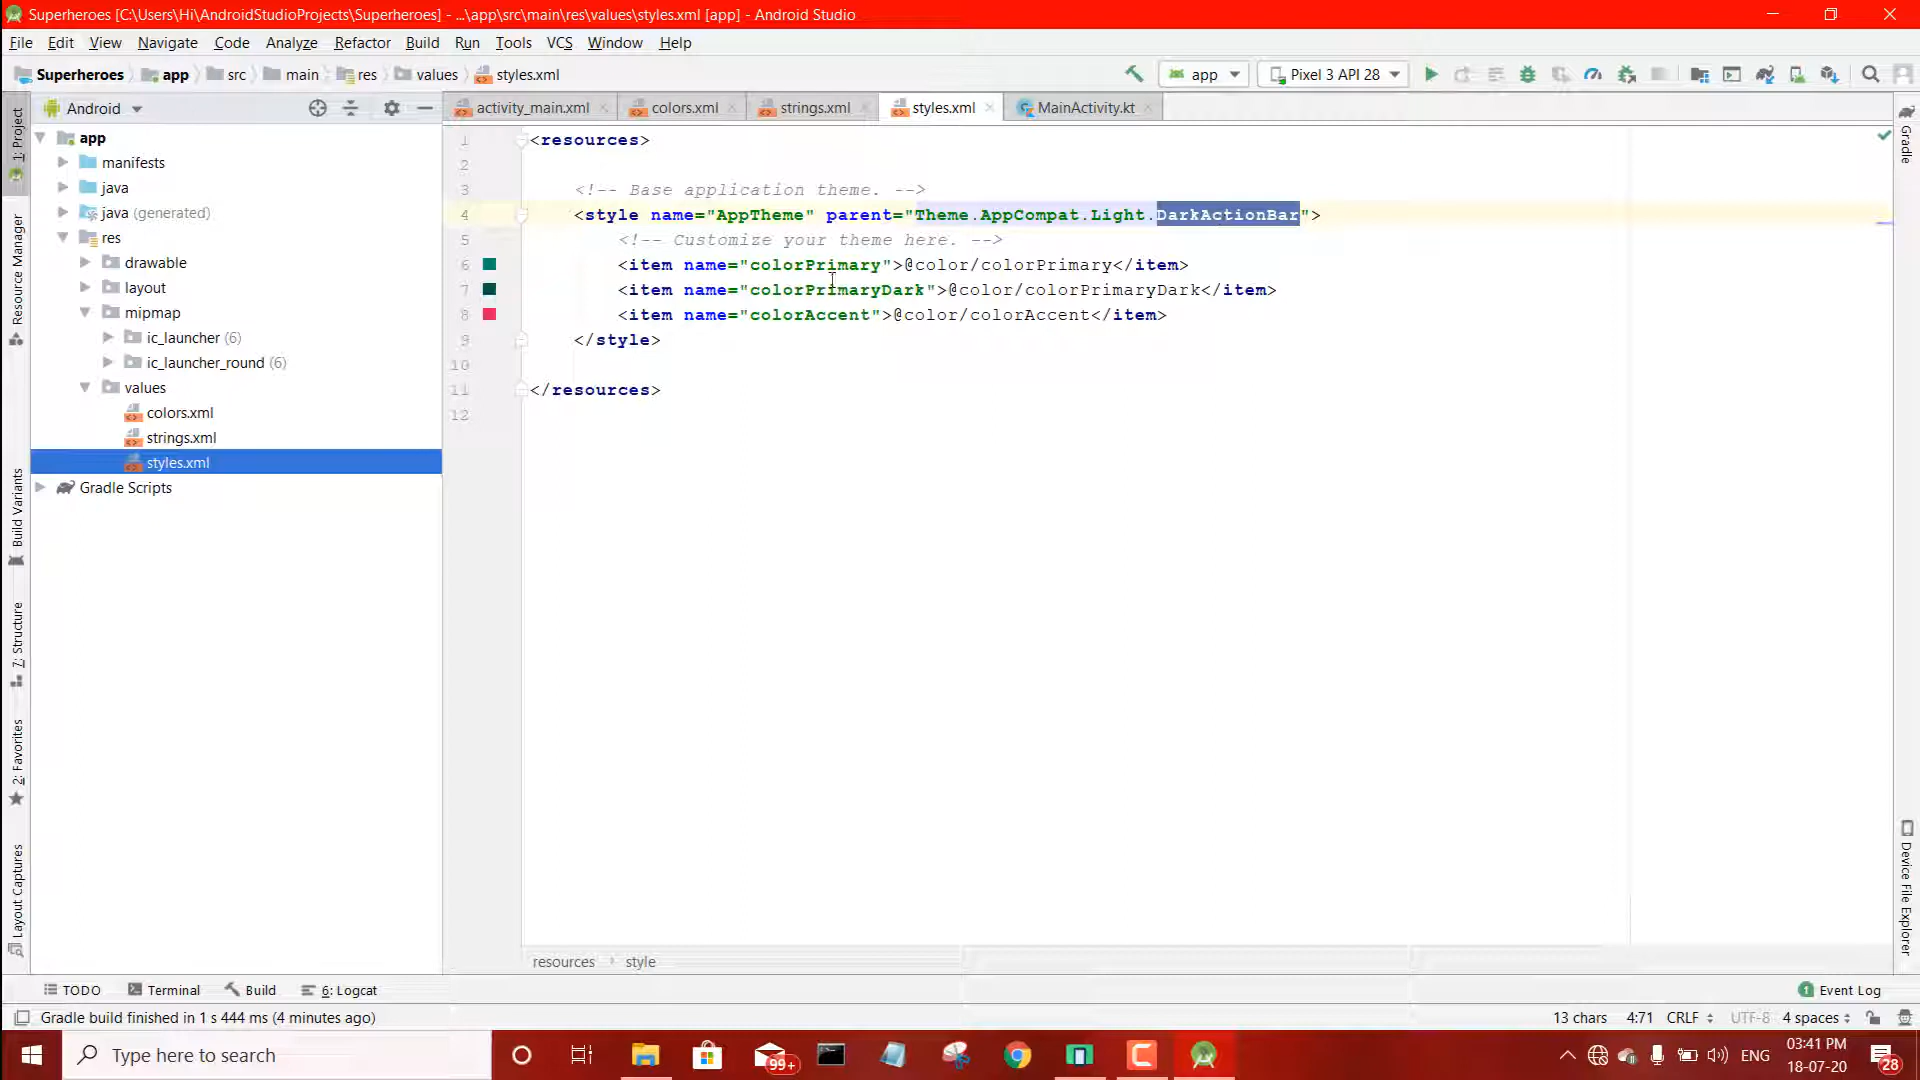 Superheroes [C:\Users\Hi\AndroidStudioProjects\Superheroes] - ...\app\src\main\res\values\styles.xml [app] - Android Studio
File Edit View Navigate Code Analyze Refactor Build Run Tools VCS Window Help
Superheroes app src main res values styles.xml app Pixel 3 API 28
Android
activity_main.xml colors.xml strings.xml styles.xml MainActivity.kt
1: Project
Resource Manager
Build Variants
7: Structure
2: Favorites
Layout Captures
app
manifests
java
java (generated)
res
drawable
layout
mipmap
ic_launcher (6)
ic_launcher_round (6)
values
colors.xml
strings.xml
styles.xml
Gradle Scripts
1 <resources>
2
3 <!-- Base application theme. -->
4 <style name="AppTheme" parent="Theme.AppCompat.Light.DarkActionBar">
5 <!-- Customize your theme here. -->
6 <item name="colorPrimary">@color/colorPrimary</item>
7 <item name="colorPrimaryDark">@color/colorPrimaryDark</item>
8 <item name="colorAccent">@color/colorAccent</item>
9 </style>
10
11 </resources>
12
Gradle
Device File Explorer
resources style
TODO Terminal Build 6: Logcat 1 Event Log
Gradle build finished in 1 s 444 ms (4 minutes ago) 13 chars 4:71 CRLF UTF-8 4 spaces
Type here to search 99+ ENG 03:41 PM
18-07-20 28